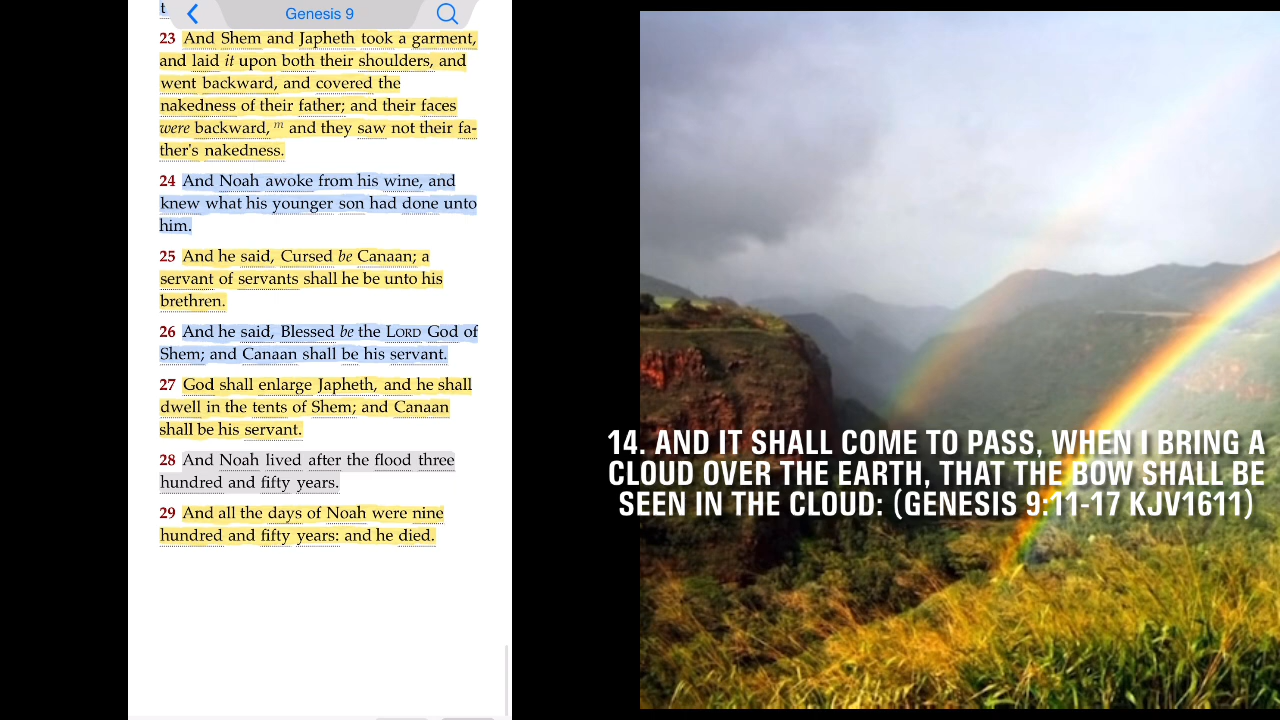 t
Genesis 9
23 And Shem and Japheth took a garment,
and laid it upon both their shoulders, and
went backward, and covered the
nakedness of their father; and their faces
were backward, m and they saw not their fa-
ther's nakedness.
24 And Noah awoke from his wine, and
knew what his younger son had done unto
him.
25 And he said, Cursed be Canaan; a
servant of servants shall he be unto his
brethren.
26 And he said, Blessed be the LORD God of
Shem; and Canaan shall be his servant.
27 God shall enlarge Japheth, and he shall
dwell in the tents of Shem; and Canaan
shall be his servant.
28 And Noah lived after the flood three
hundred and fifty years.
29 And all the days of Noah were nine
hundred and fifty years: and he died.
14. AND IT SHALL COME TO PASS, WHEN I BRING A
CLOUD OVER THE EARTH, THAT THE BOW SHALL BE
SEEN IN THE CLOUD: (GENESIS 9:11-17 KJV1611)